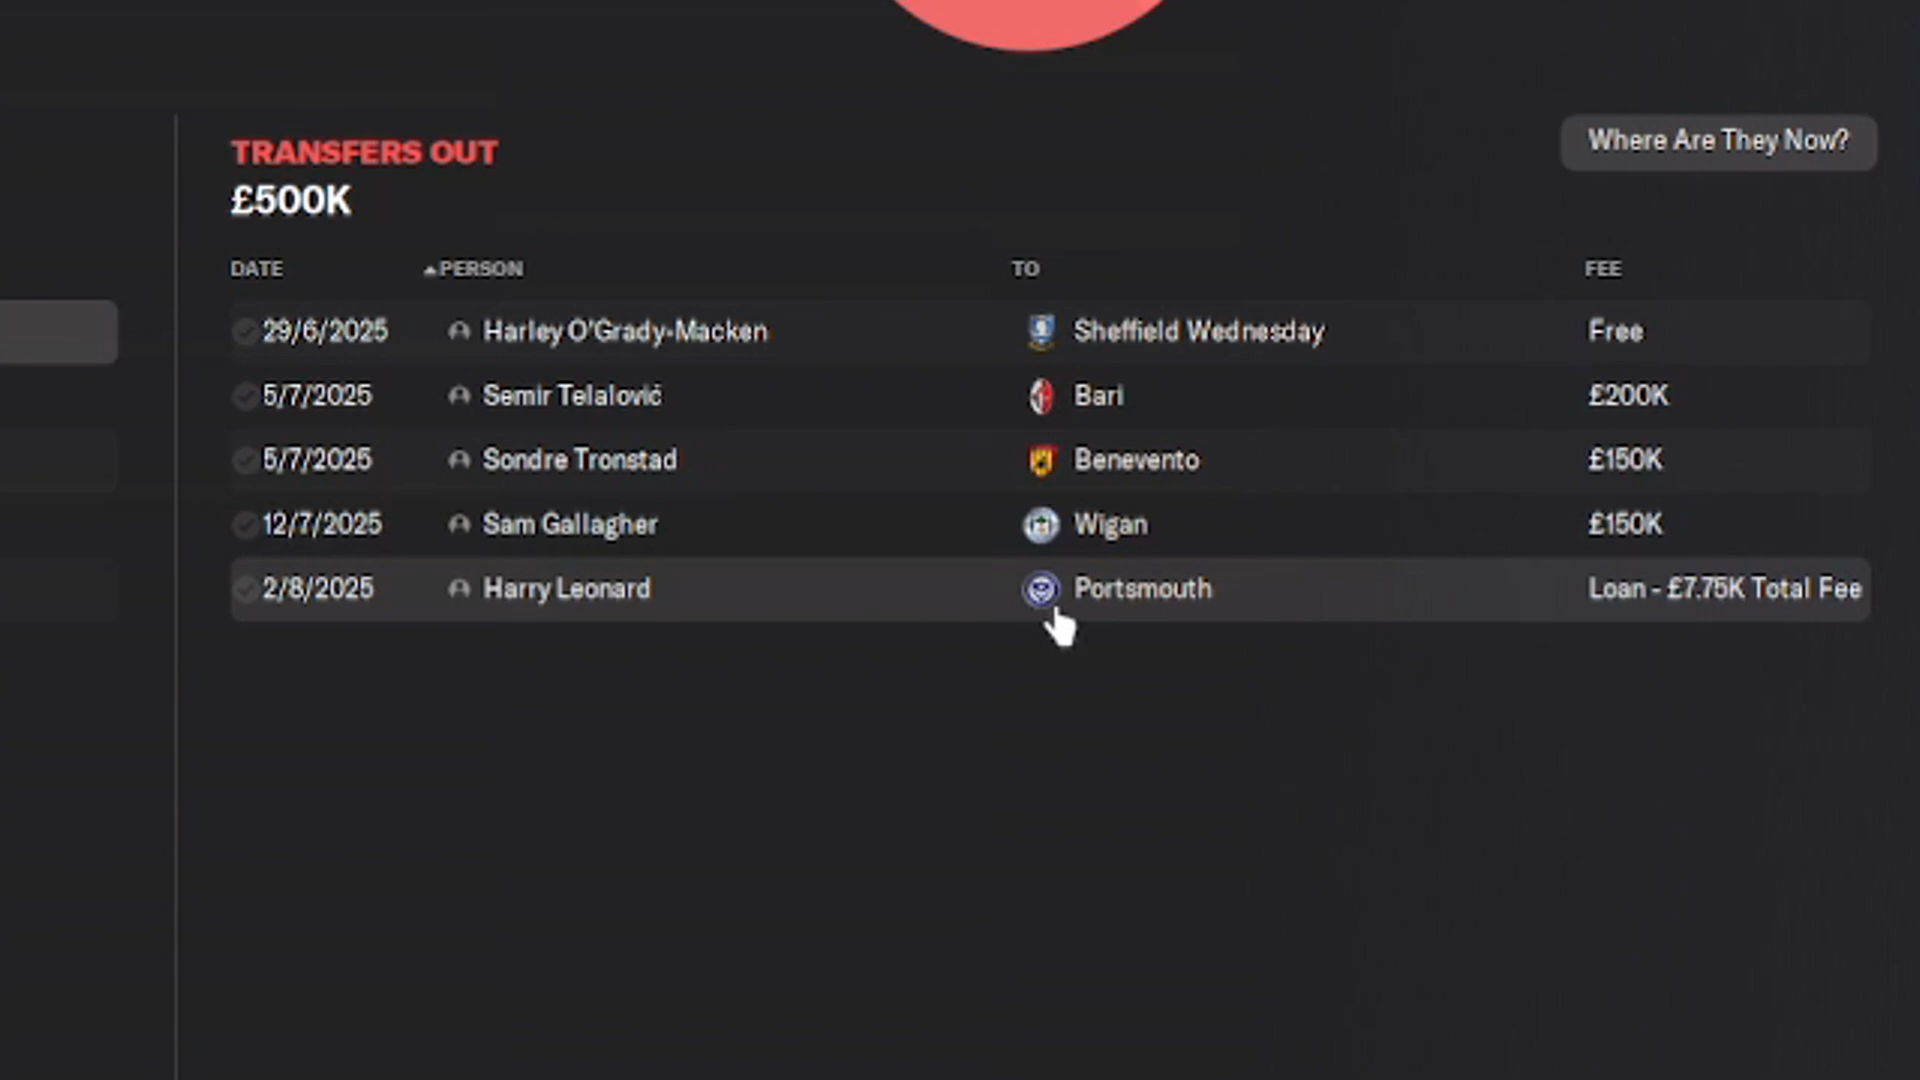 TRANSFERS OUT
Where Are They Now?
£500K
DATE PERSON TO FEE
29/6/2025 Harley O'Grady-Macken Sheffield Wednesday Free
5/7/2025 Semir Telalović Bari £200K
5/7/2025 Sondre Tronstad Benevento £150K
12/7/2025 Sam Gallagher Wigan £150K
2/8/2025 Harry Leonard Portsmouth Loan - £7.75K Total Fee